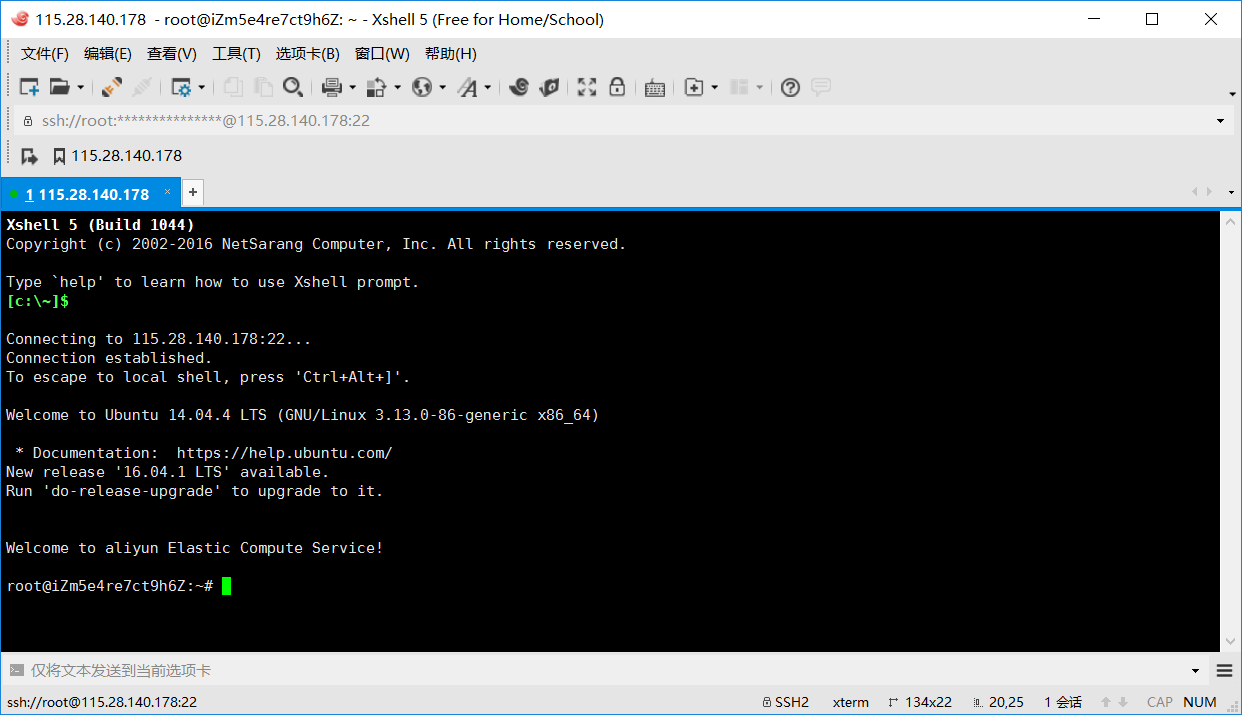 115.28.140.178 - root@iZm5e4re7ct9h6Z: ~ - Xshell 5 (Free for Home/School)
文件(F) 编辑(E) 查看(V) 工具(T) 选项卡(B) 窗口(W) 帮助(H)
ssh://root:***************@115.28.140.178:22
115.28.140.178
1 115.28.140.178 × +
Xshell 5 (Build 1044)
Copyright (c) 2002-2016 NetSarang Computer, Inc. All rights reserved.
Type `help' to learn how to use Xshell prompt.
[c:\~]$
Connecting to 115.28.140.178:22...
Connection established.
To escape to local shell, press 'Ctrl+Alt+]'.
Welcome to Ubuntu 14.04.4 LTS (GNU/Linux 3.13.0-86-generic x86_64)
 * Documentation:  https://help.ubuntu.com/
New release '16.04.1 LTS' available.
Run 'do-release-upgrade' to upgrade to it.
Welcome to aliyun Elastic Compute Service!
root@iZm5e4re7ct9h6Z:~#
仅将文本发送到当前选项卡
ssh://root@115.28.140.178:22 SSH2 xterm 134x22 20,25 1 会话 CAP NUM